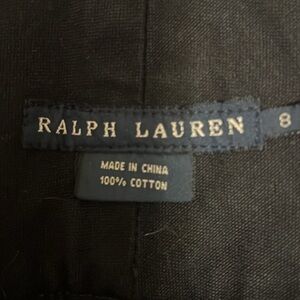 RALPH LAUREN 8
MADE IN CHINA
100% COTTON